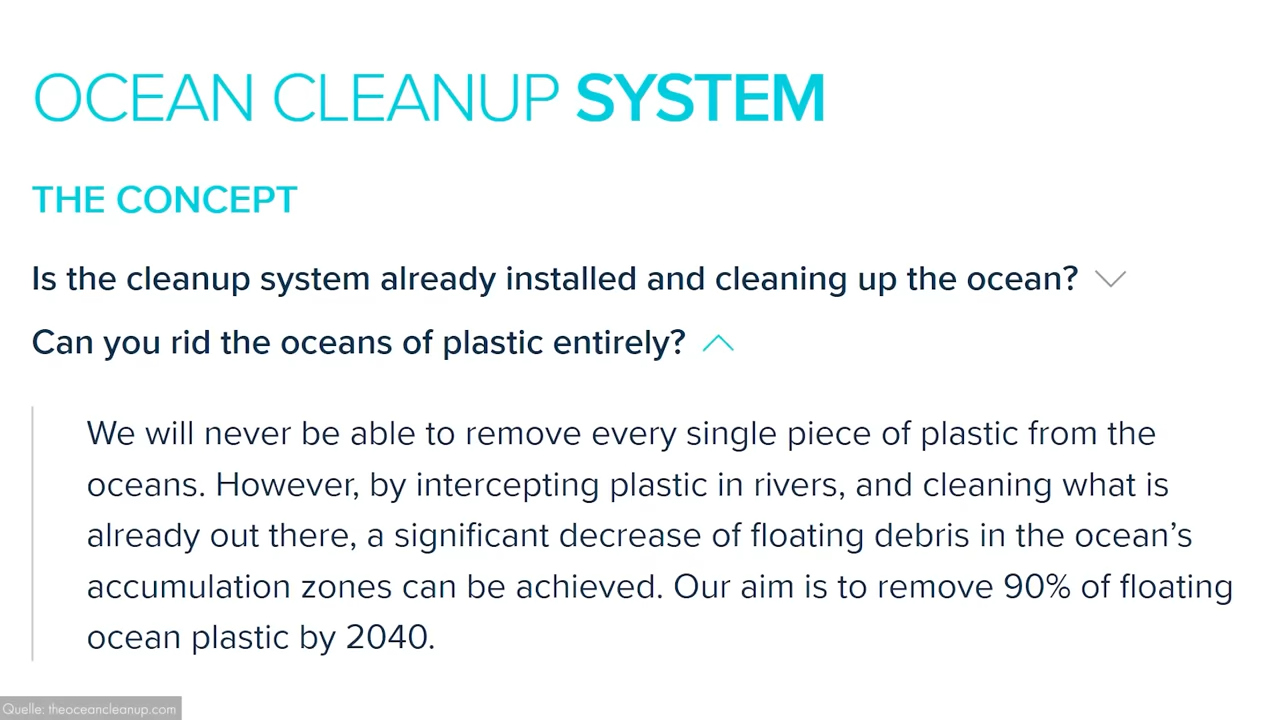 OCEAN CLEANUP SYSTEM
THE CONCEPT
Is the cleanup system already installed and cleaning up the ocean?
Can you rid the oceans of plastic entirely?
We will never be able to remove every single piece of plastic from the
oceans. However, by intercepting plastic in rivers, and cleaning what is
already out there, a significant decrease of floating debris in the ocean’s
accumulation zones can be achieved. Our aim is to remove 90% of floating
ocean plastic by 2040.
Quelle: theoceancleanup.com